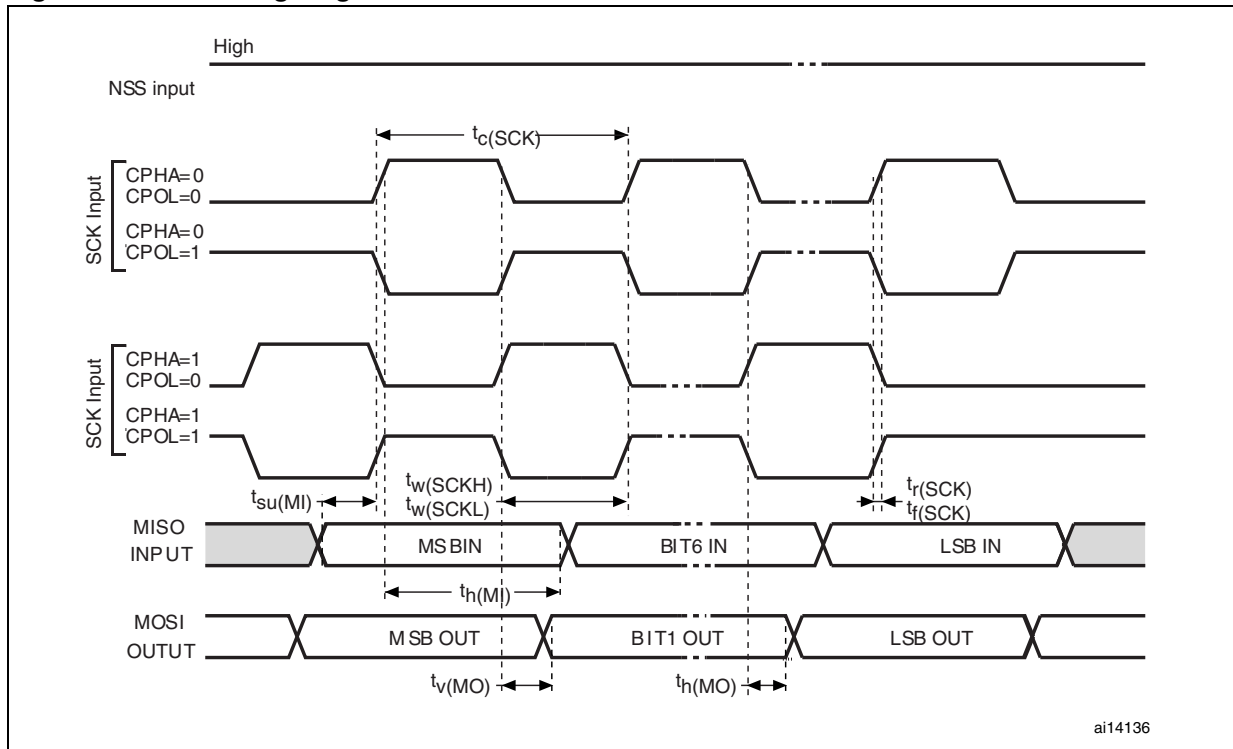 High
NSS input
tc(SCK)
SCK Input
CPHA=0
CPOL=0
CPHA=0
CPOL=1
SCK Input
CPHA=1
CPOL=0
CPHA=1
CPOL=1
tsu(MI)
tw(SCKH)
tw(SCKL)
tr(SCK)
tf(SCK)
MISO
INPUT
MSBIN
BIT6 IN
LSB IN
th(MI)
MOSI
OUTUT
MSB OUT
BIT1 OUT
LSB OUT
tv(MO)
th(MO)
ai14136